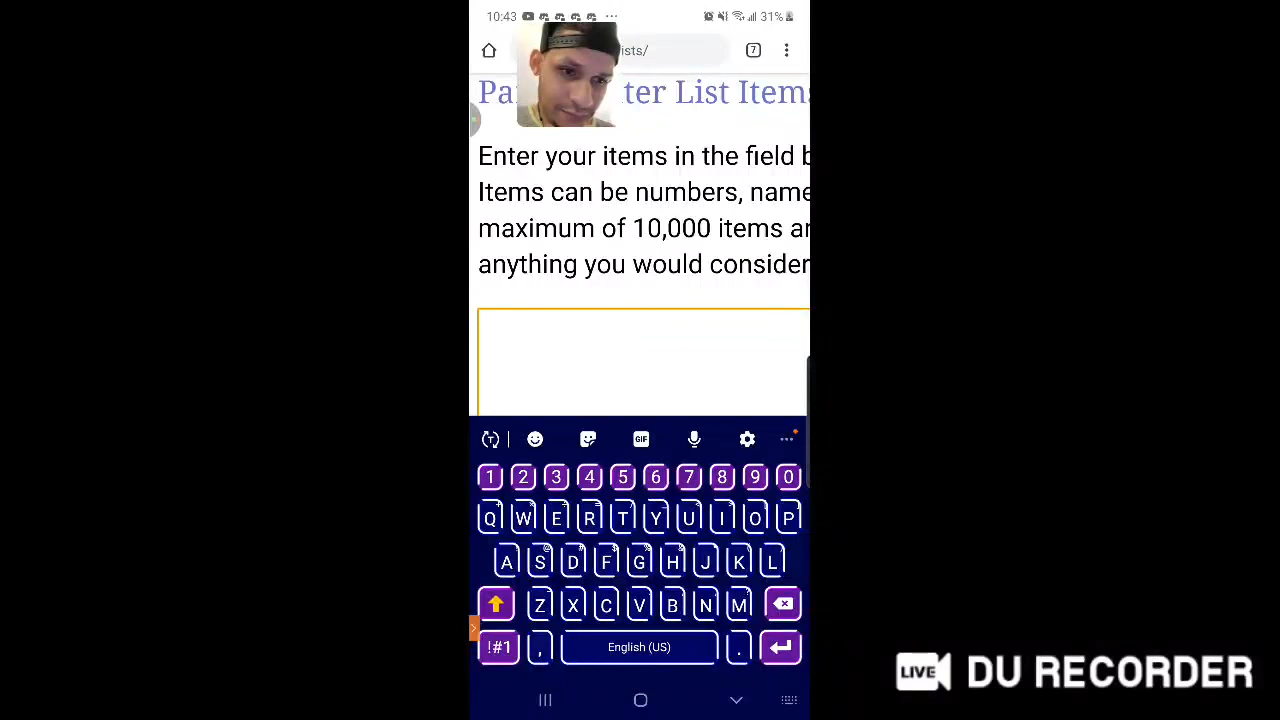 10:43
31%
ists/
7
ter List Items
Enter your items in the field b
Items can be numbers, name
maximum of 10,000 items an
anything you would consider
GIF
1 2 3 4 5 6 7 8 9 0
Q W E R T Y U I O P
A S D F G H J K L
Z X C V B N M
!#1 , English (US) .
LIVE DU RECORDER